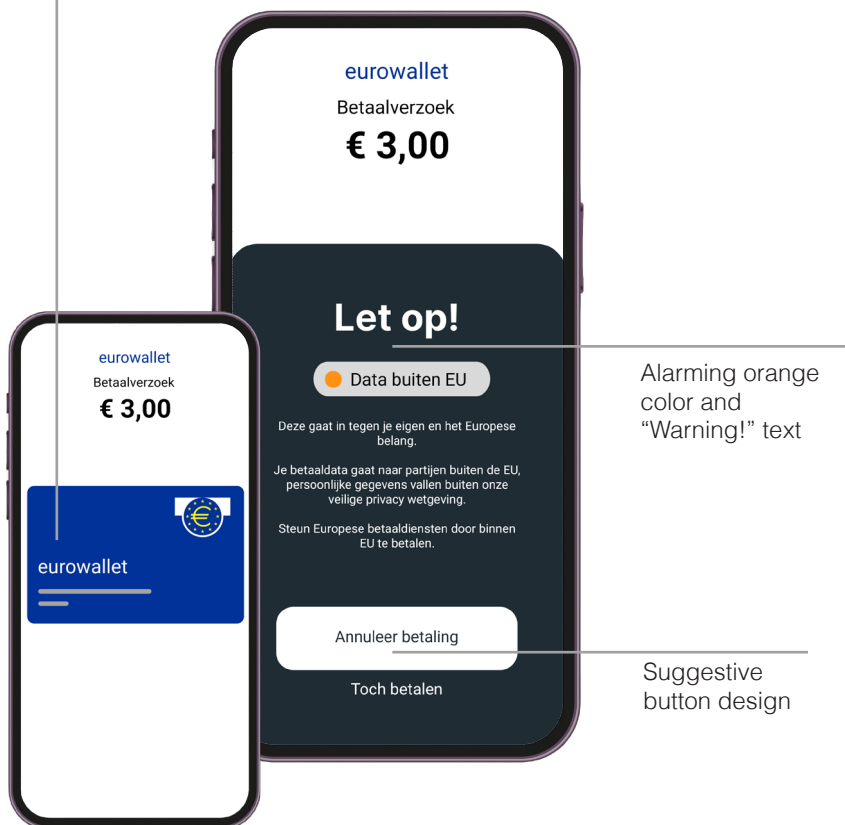 eurowallet
Betaalverzoek
€ 3,00
Let op!
Data buiten EU
Deze gaat in tegen je eigen en het Europese
belang.
Je betaaldata gaat naar partijen buiten de EU,
persoonlijke gegevens vallen buiten onze
veilige privacy wetgeving.
Steun Europese betaaldiensten door binnen
EU te betalen.
Annuleer betaling
Toch betalen
eurowallet
Betaalverzoek
€ 3,00
€
eurowallet
Alarming orange
color and
“Warning!” text
Suggestive
button design